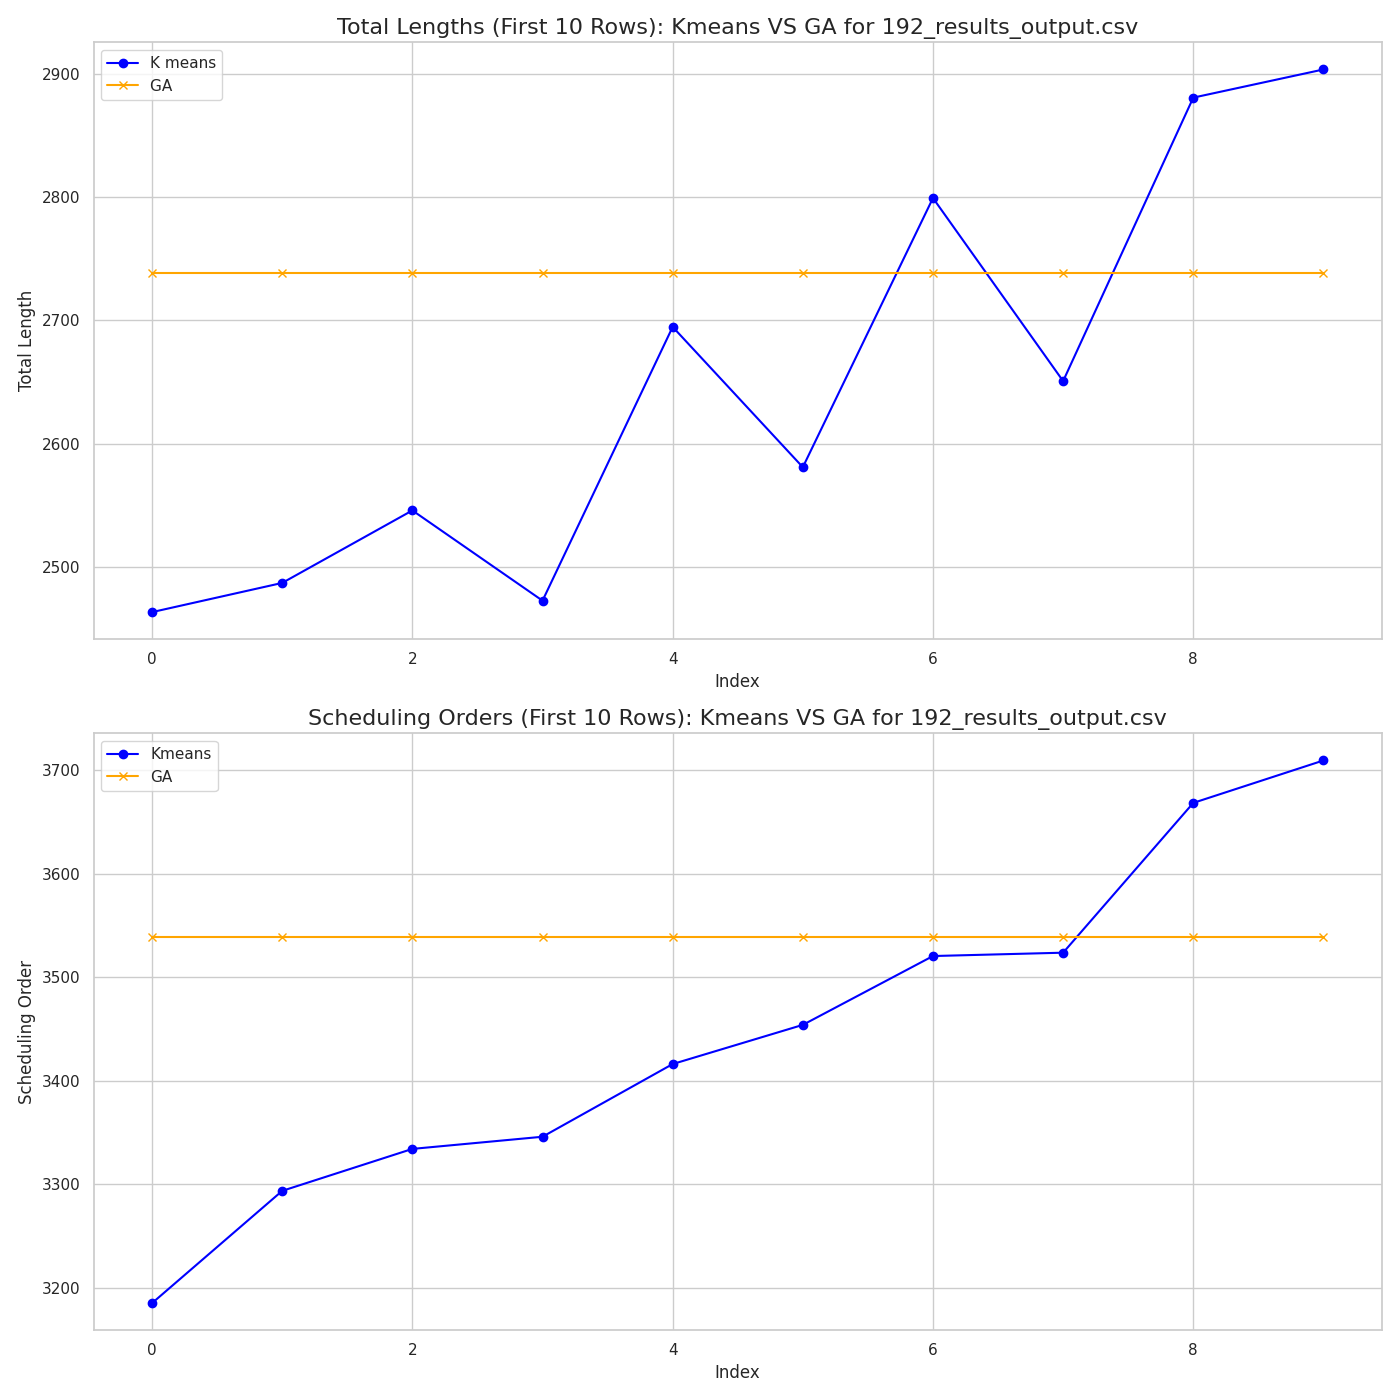 Total Lengths (First 10 Rows): Kmeans VS GA for 192_results_output.csv
K means
GA
2900
2800
2700
2600
2500
Total Length
0 2 4 6 8
Index
Scheduling Orders (First 10 Rows): Kmeans VS GA for 192_results_output.csv
Kmeans
GA
3700
3600
3500
3400
3300
3200
Scheduling Order
0 2 4 6 8
Index